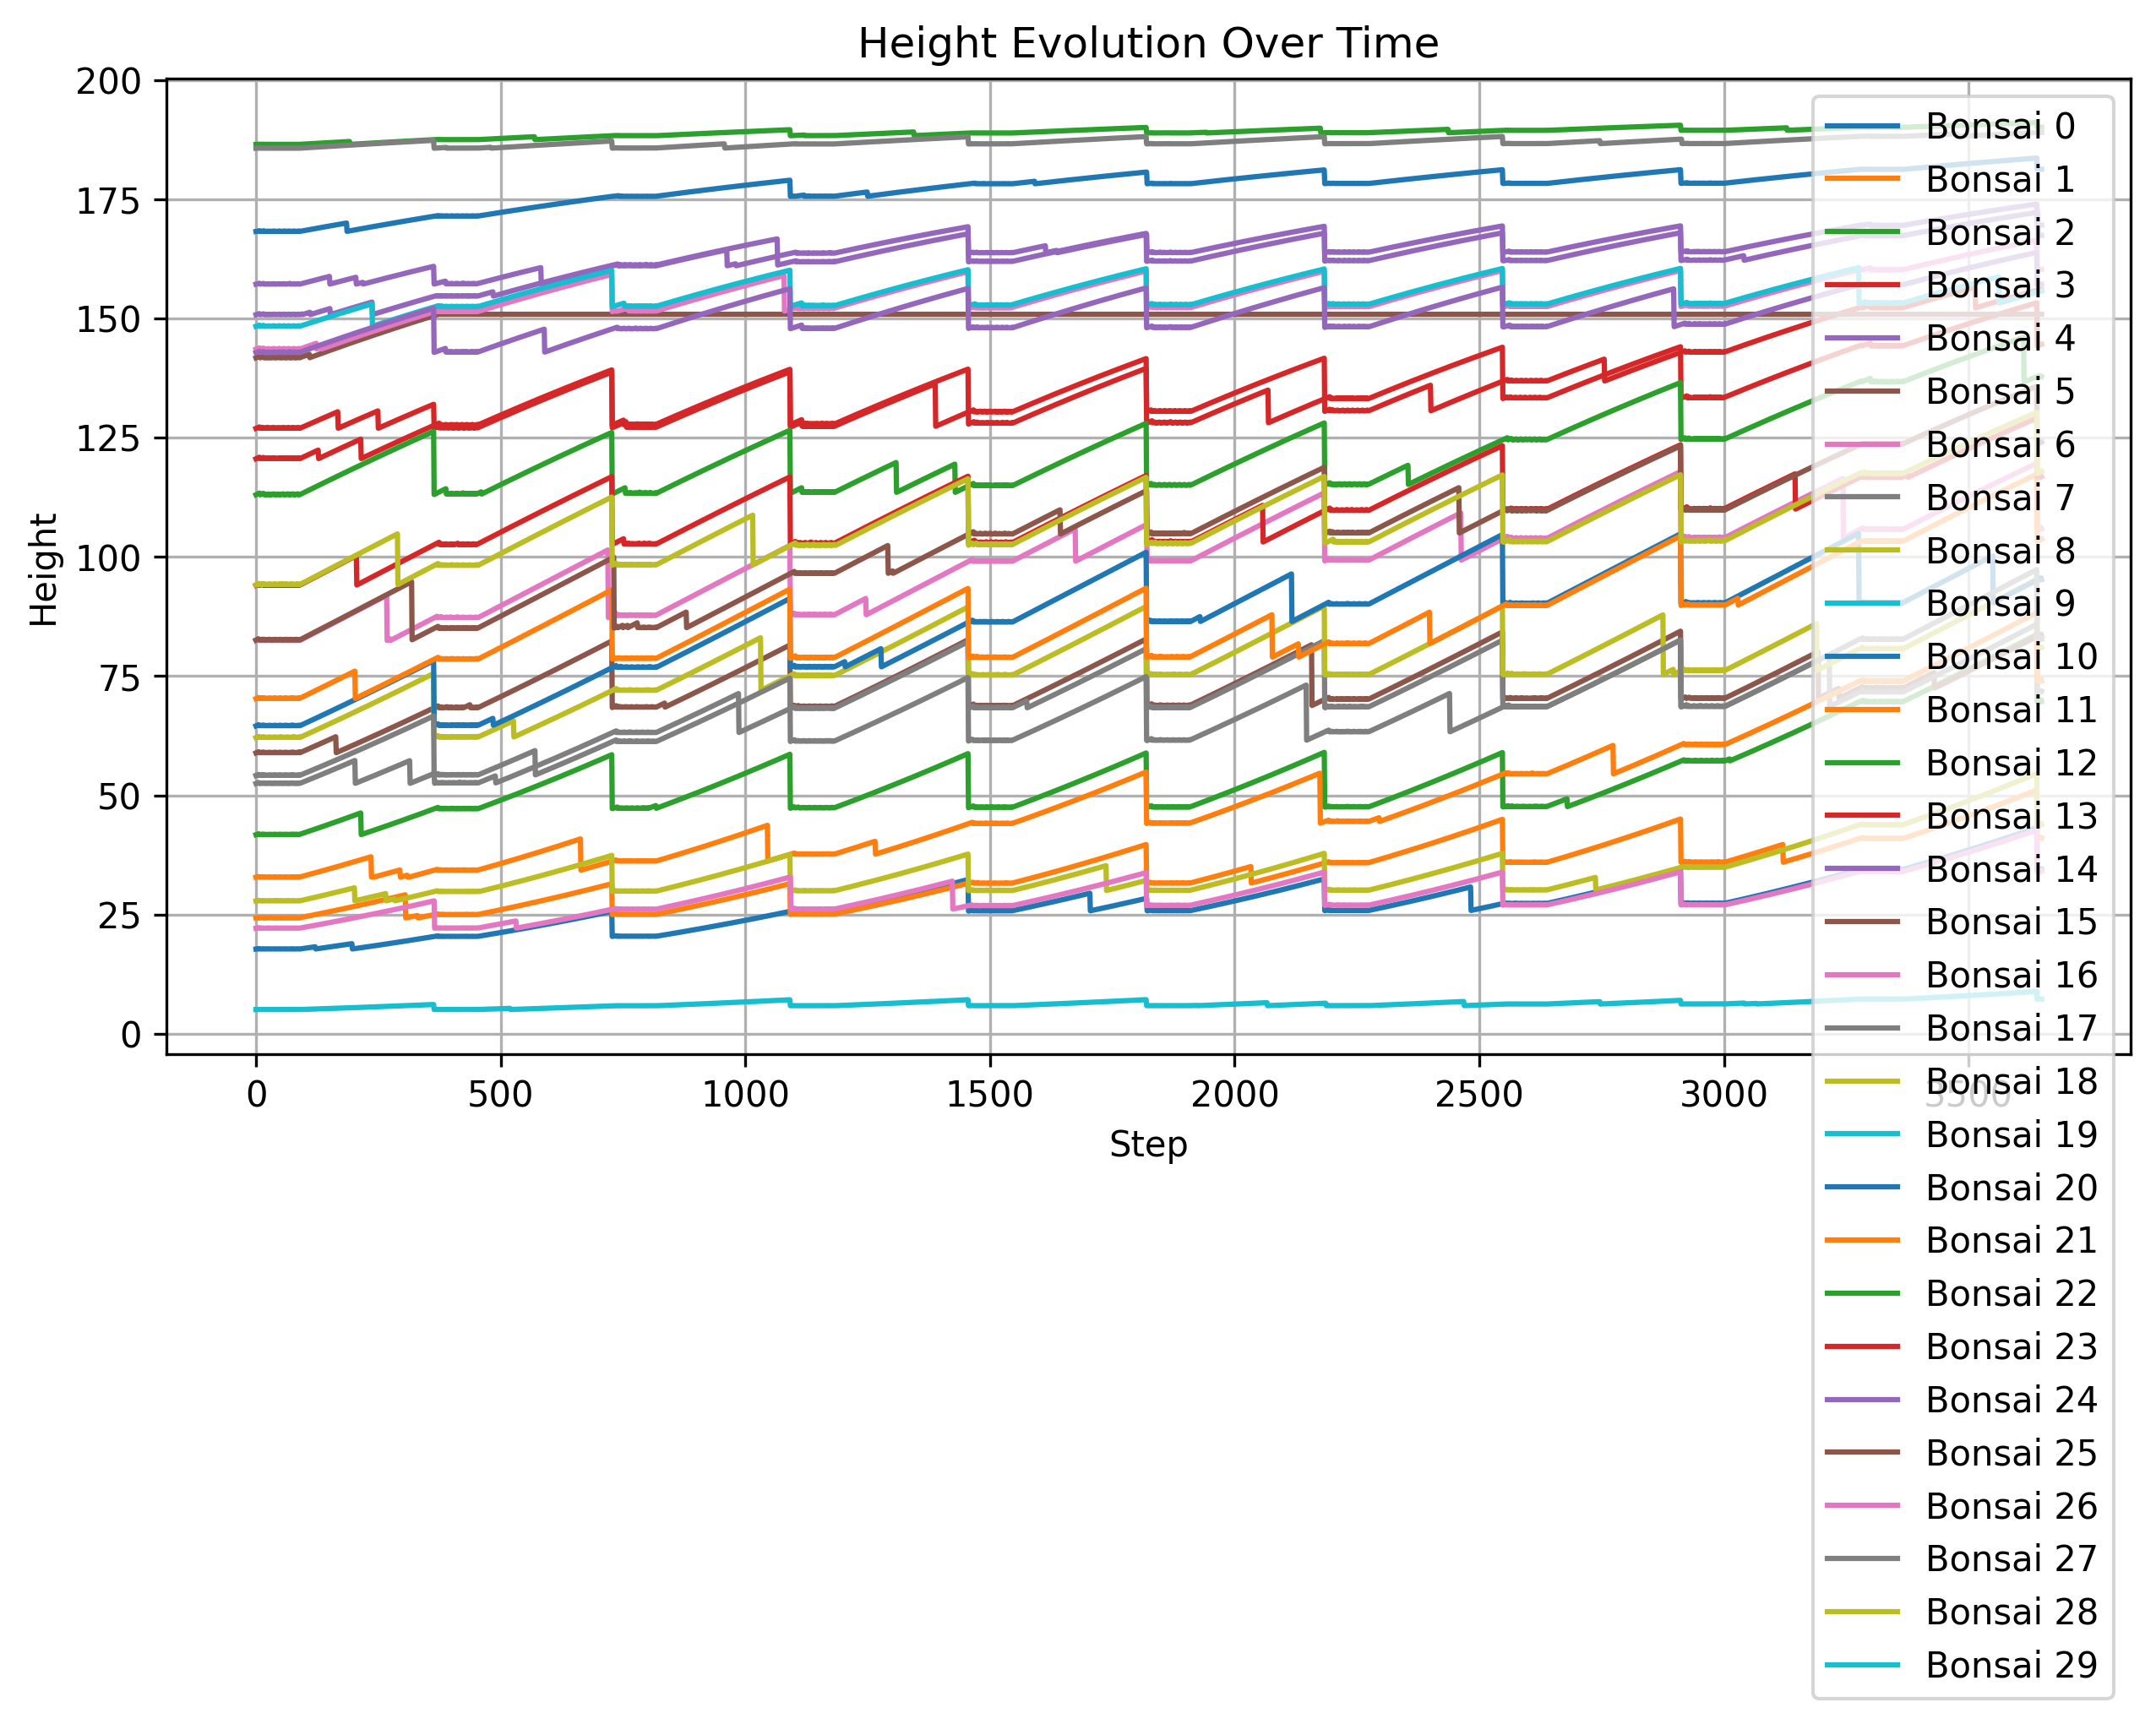 Height Evolution Over Time
200
175
150
125
100
75
50
25
0
Height
0
500
1000
1500
2000
2500
3000
3500
Step
Bonsai 0
Bonsai 1
Bonsai 2
Bonsai 3
Bonsai 4
Bonsai 5
Bonsai 6
Bonsai 7
Bonsai 8
Bonsai 9
Bonsai 10
Bonsai 11
Bonsai 12
Bonsai 13
Bonsai 14
Bonsai 15
Bonsai 16
Bonsai 17
Bonsai 18
Bonsai 19
Bonsai 20
Bonsai 21
Bonsai 22
Bonsai 23
Bonsai 24
Bonsai 25
Bonsai 26
Bonsai 27
Bonsai 28
Bonsai 29